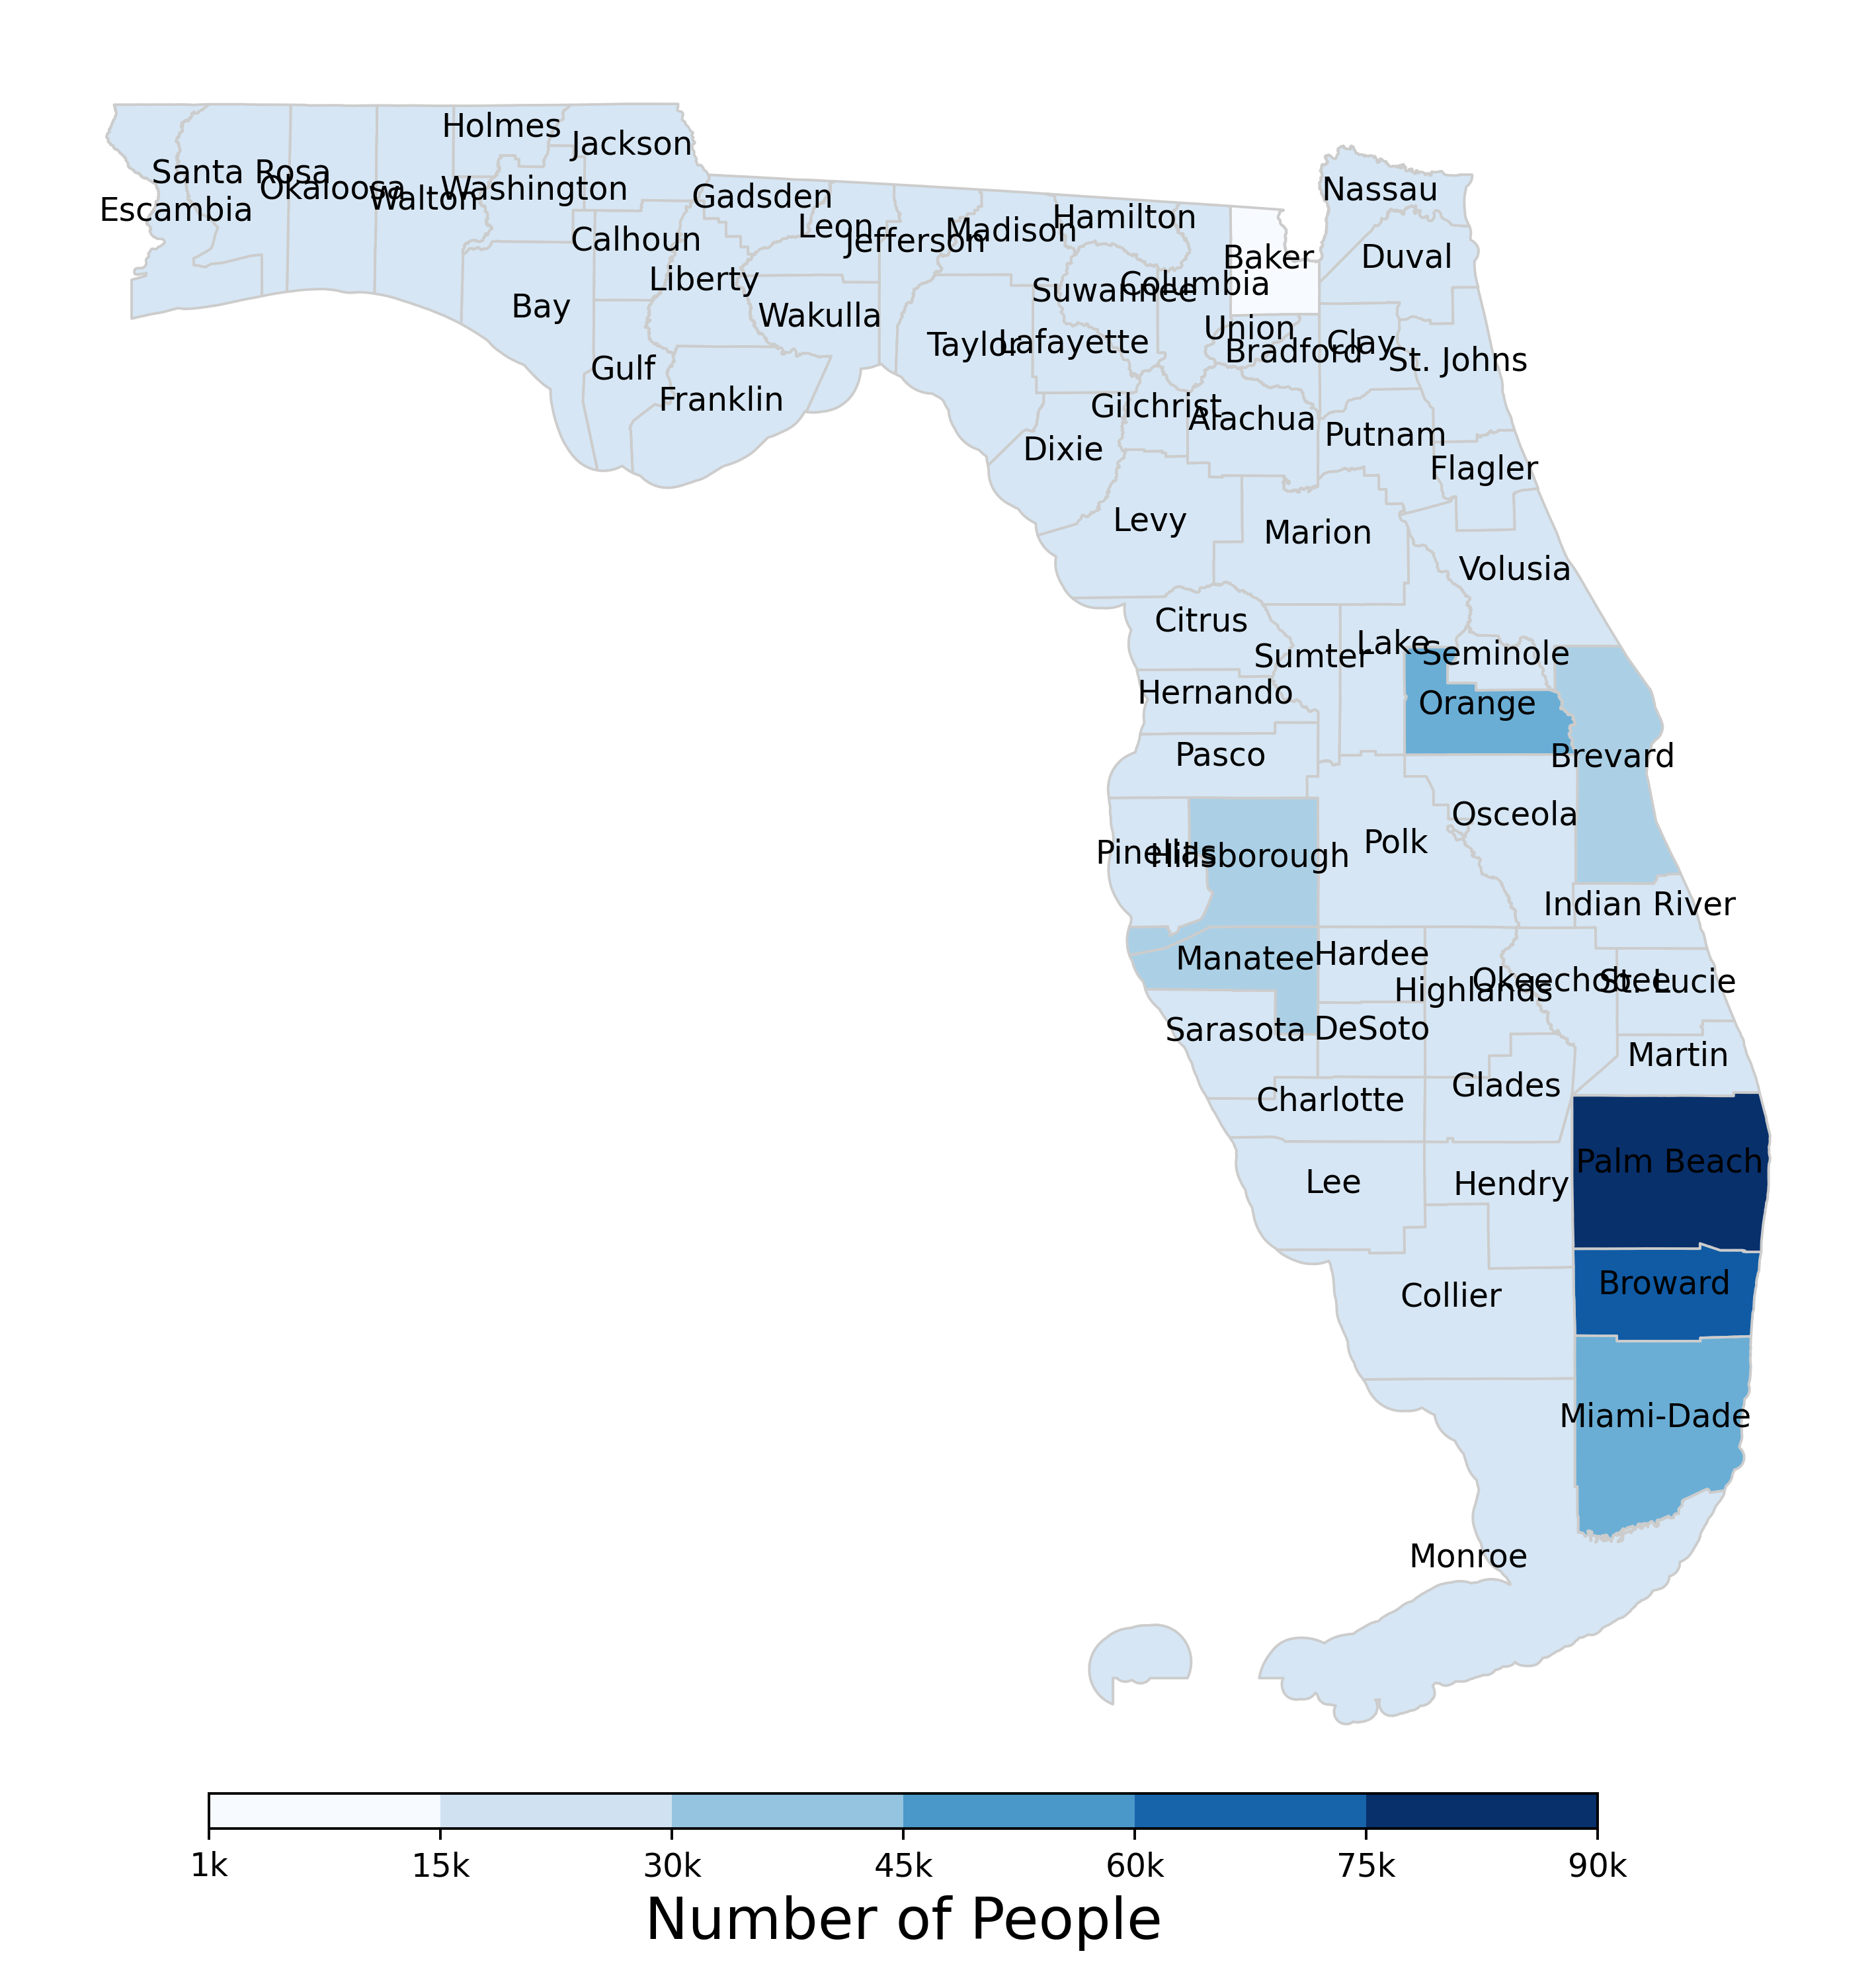 Holmes
Jackson
Santa Rosa
Okaloosa
Walton
Washington
Escambia
Gadsden
Nassau
Leon
Jefferson
Madison
Hamilton
Calhoun
Baker
Duval
Liberty
Suwannee
Columbia
Bay
Wakulla
Union
Taylor
Lafayette
Bradford
Clay
St. Johns
Gulf
Franklin
Gilchrist
Alachua
Putnam
Dixie
Flagler
Levy
Marion
Volusia
Citrus
Sumter
Lake
Seminole
Hernando
Orange
Pasco
Brevard
Osceola
Pinellas
Hillsborough
Polk
Indian River
Manatee
Hardee
Highlands
Okeechobee
St. Lucie
Sarasota
DeSoto
Martin
Charlotte
Glades
Palm Beach
Lee
Hendry
Broward
Collier
Miami-Dade
Monroe
1k 15k 30k 45k 60k 75k 90k
Number of People